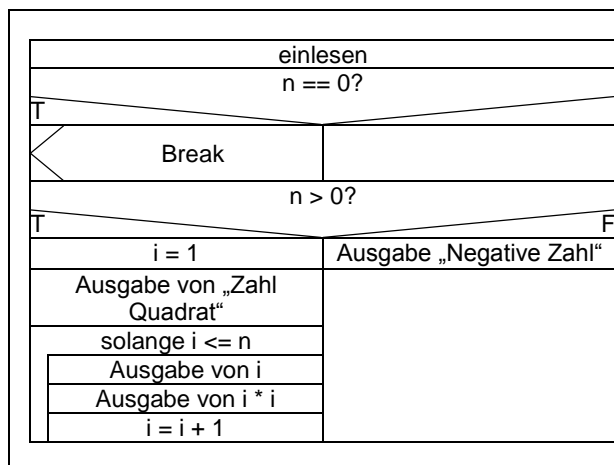 einlesen
n == 0?
T
Break
n > 0?
T F
i = 1 Ausgabe „Negative Zahl“
Ausgabe von „Zahl
Quadrat“
solange i <= n
Ausgabe von i
Ausgabe von i * i
i = i + 1